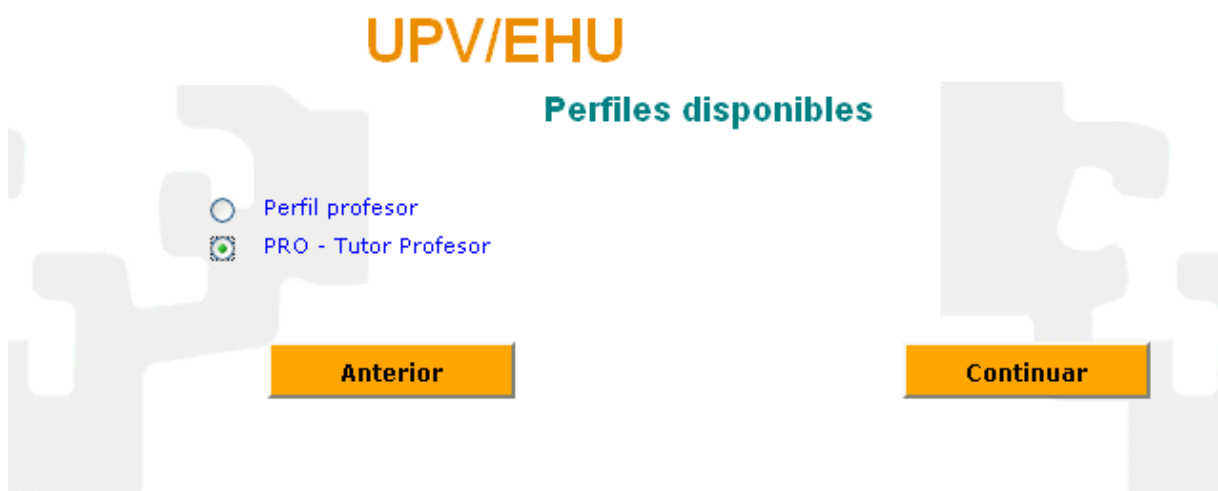 UPV/EHU
Perfiles disponibles
Perfil profesor
PRO - Tutor Profesor
Anterior
Continuar